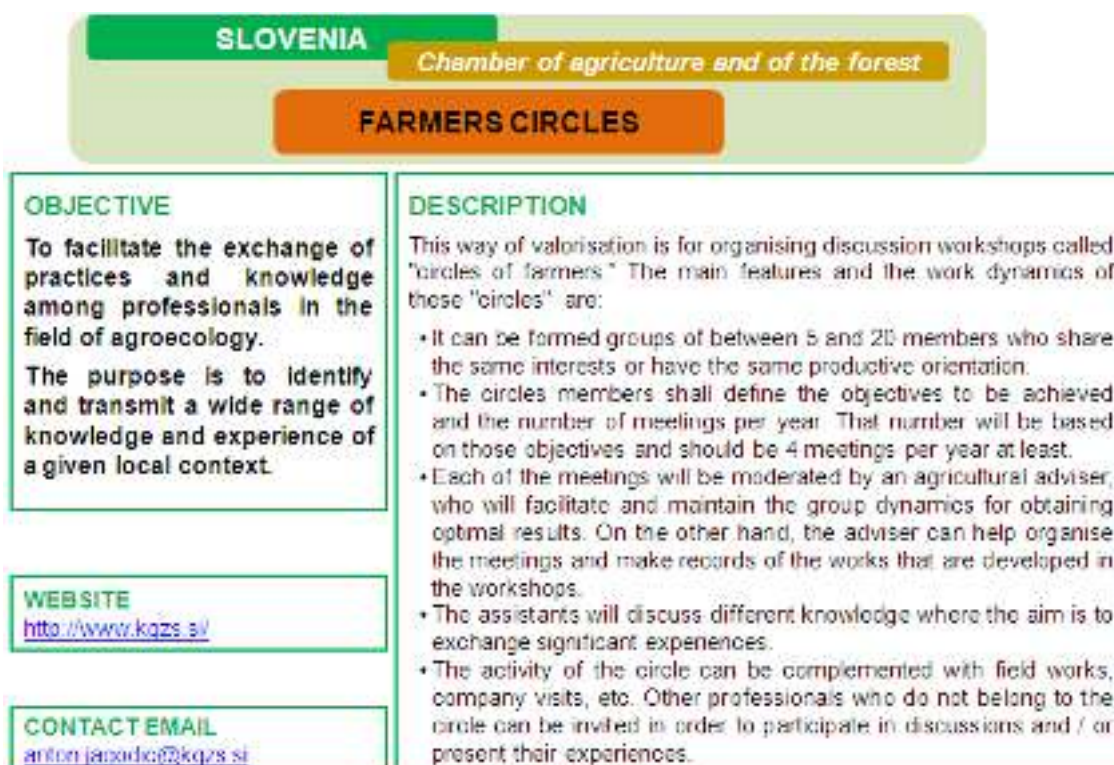 SLOVENIA
Chamber of agriculture and of the forest
FARMERS CIRCLES
OBJECTIVE
To facilitate the exchange of
practices and knowledge
among professionals in the
field of agroecology.
The purpose is to identify
and transmit a wide range of
knowledge and experience of
a given local context.
WEBSITE
http://www.kgzs.si/
CONTACT EMAIL
DESCRIPTION
This way of valorisation is for organising discussion workshops called
"circles of farmers." The main features and the work dynamics of
these "circles" are:
• It can be formed groups of between 5 and 20 members who share
the same interests or have the same productive orientation.
• The circles members shall define the objectives to be achieved
and the number of meetings per year. That number will be based
on those objectives and should be 4 meetings per year at least.
• Each of the meetings will be moderated by an agricultural adviser,
who will facilitate and maintain the group dynamics for obtaining
optimal results. On the other hand, the adviser can help organise
the meetings and make records of the works that are developed in
the workshops.
• The assistants will discuss different knowledge where the aim is to
exchange significant experiences.
• The activity of the circle can be complemented with field works,
company visits, etc. Other professionals who do not belong to the
circle can be invited in order to participate in discussions and / or
present their experiences.